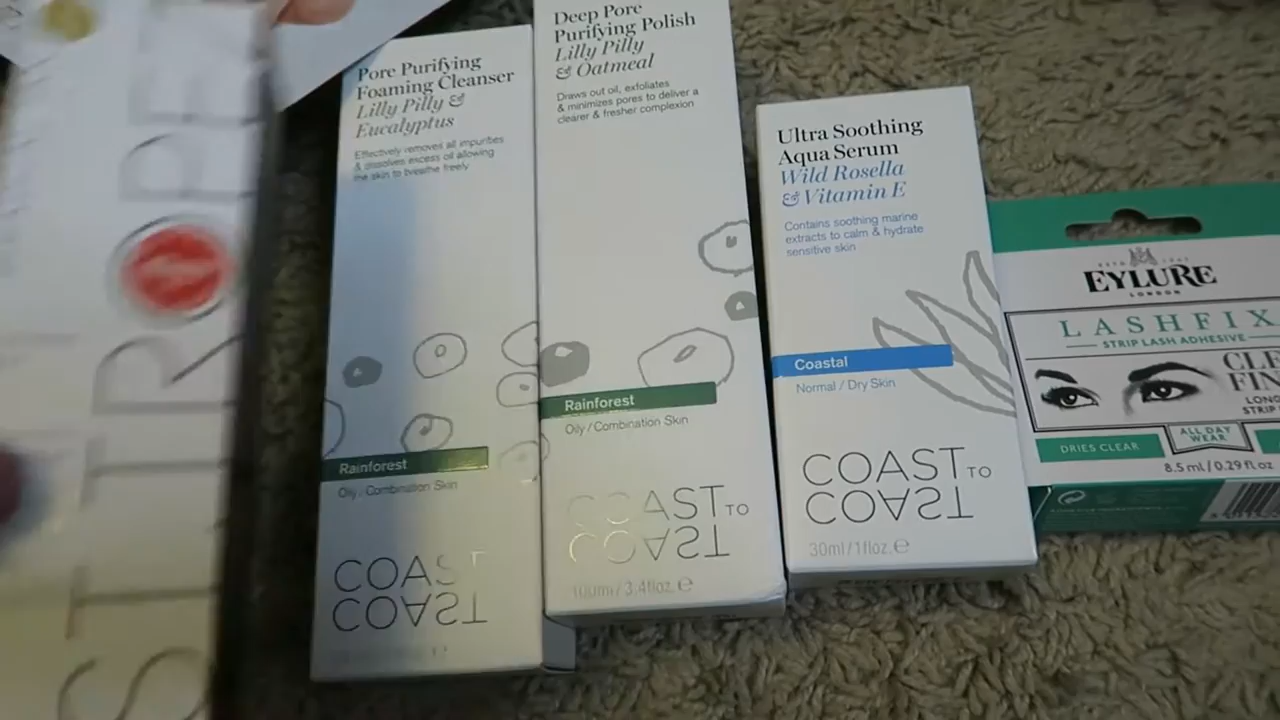 STROBE
Pore Purifying
Foaming Cleanser
Lilly Pilly &
Eucalyptus
Effectively removes all impurities
& dissolves excess oil allowing
the skin to breathe freely
Rainforest
Oily / Combination Skin
COAST
COAST
Deep Pore
Purifying Polish
Lilly Pilly
& Oatmeal
Draws out oil, exfoliates
& minimizes pores to deliver a
clearer & fresher complexion
Rainforest
Oily / Combination Skin
COAST TO
COAST
100ml / 3.4floz. e
Ultra Soothing
Aqua Serum
Wild Rosella
& Vitamin E
Contains soothing marine
extracts to calm & hydrate
sensitive skin
Coastal
Normal / Dry Skin
COAST TO
COAST
30ml / 1floz. e
EYLURE
LONDON
LASHFIX
STRIP LASH ADHESIVE
DRIES CLEAR
ALL DAY
WEAR
8.5 ml / 0.29 fl oz